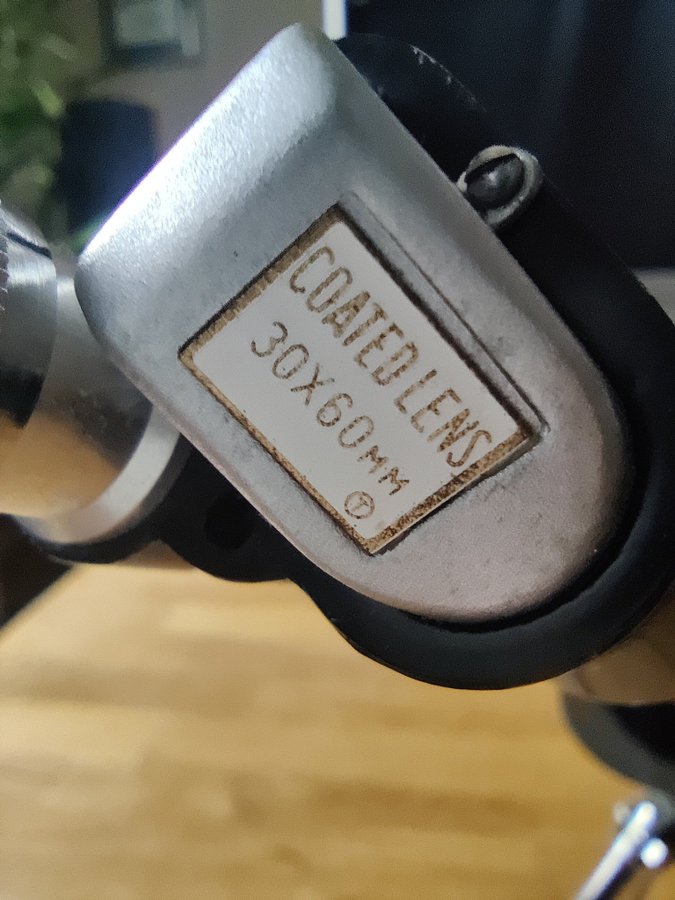 COATED LENS
30X60MM
Ⓣ